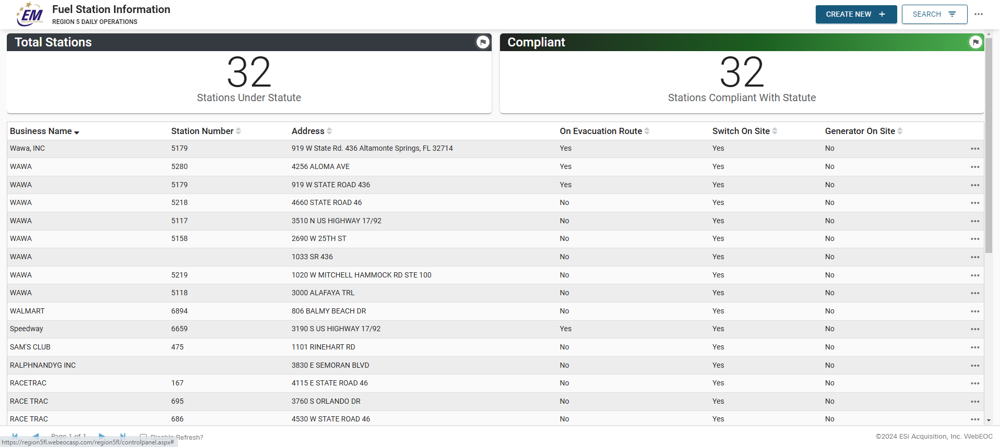 EM
Fuel Station Information
REGION 5 DAILY OPERATIONS
CREATE NEW +
SEARCH
Total Stations
32
Stations Under Statute
Compliant
32
Stations Compliant With Statute
Business Name Station Number Address On Evacuation Route Switch On Site Generator On Site
Wawa, INC 5179 919 W State Rd. 436 Altamonte Springs, FL 32714 Yes Yes No
WAWA 5280 4256 ALOMA AVE Yes Yes No
WAWA 5179 919 W STATE ROAD 436 Yes Yes No
WAWA 5218 4660 STATE ROAD 46 No Yes No
WAWA 5117 3510 N US HIGHWAY 17/92 No Yes No
WAWA 5158 2690 W 25TH ST No Yes No
WAWA 1033 SR 436 No Yes No
WAWA 5219 1020 W MITCHELL HAMMOCK RD STE 100 No Yes No
WAWA 5118 3000 ALAFAYA TRL No Yes No
WALMART 6894 806 BALMY BEACH DR No Yes No
Speedway 6659 3190 S US HIGHWAY 17/92 Yes Yes No
SAM'S CLUB 475 1101 RINEHART RD No Yes No
RALPHNANDYG INC 3830 E SEMORAN BLVD No Yes No
RACETRAC 167 4115 E STATE ROAD 46 No Yes No
RACE TRAC 695 3760 S ORLANDO DR No Yes No
RACE TRAC 686 4530 W STATE ROAD 46 No Yes No
Page 1 of 1 Disable Refresh?
©2024 ESi Acquisition, Inc. WebEOC
https://region5fl.webeocasp.com/region5fl/controlpanel.aspx#